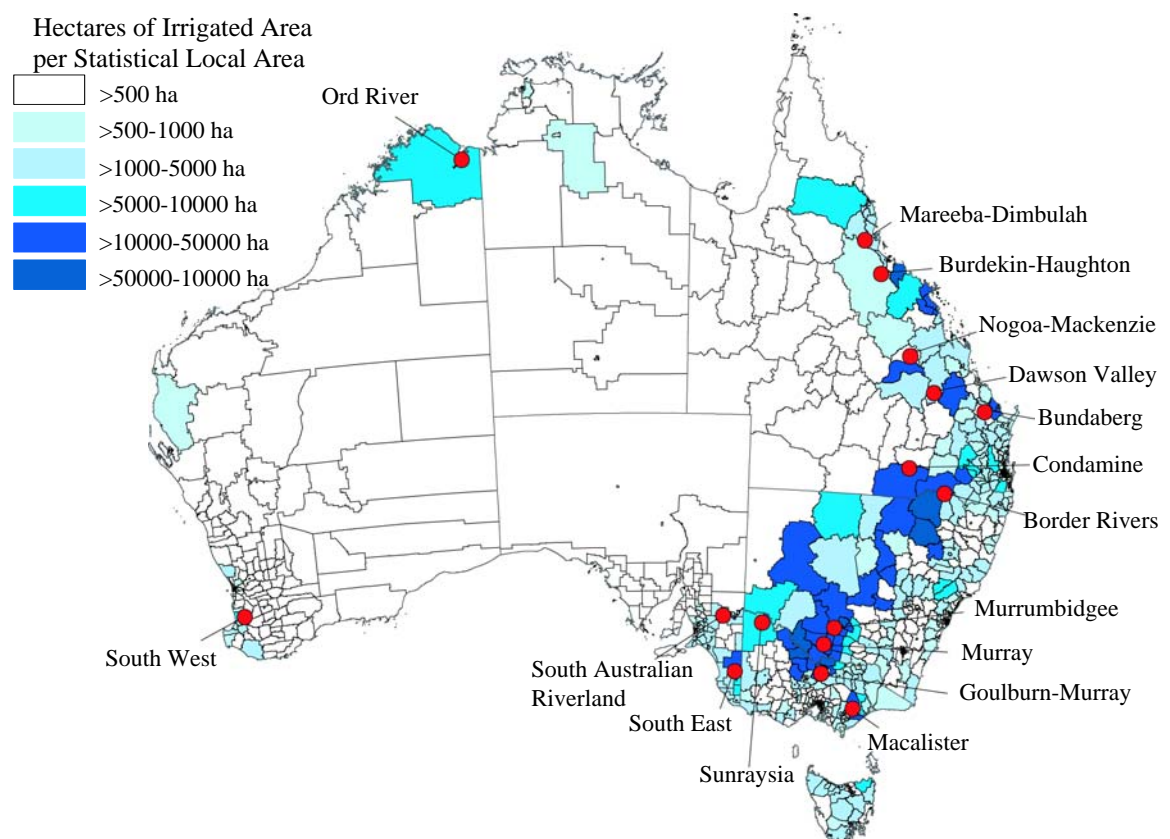 Hectares of Irrigated Area
per Statistical Local Area
>500 ha
>500-1000 ha
>1000-5000 ha
>5000-10000 ha
>10000-50000 ha
>50000-10000 ha
Ord River
Mareeba-Dimbulah
Burdekin-Haughton
Nogoa-Mackenzie
Dawson Valley
Bundaberg
Condamine
Border Rivers
Murrumbidgee
Murray
Goulburn-Murray
Macalister
South West
South Australian
Riverland
South East
Sunraysia